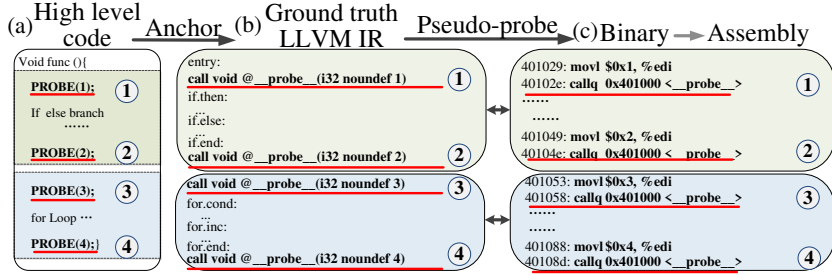 (a) High level code
Anchor
(b) Ground truth LLVM IR
Pseudo-probe
(c) Binary
Assembly
Void func (){
PROBE(1);
1
If else branch
······
PROBE(2);
2
PROBE(3);
3
for Loop ···
PROBE(4);}
4
entry:
call void @__probe__(i32 noundef 1)
1
if.then:
...
if.else:
...
if.end:
call void @__probe__(i32 noundef 2)
2
call void @__probe__(i32 noundef 3)
3
for.cond:
...
for.inc:
...
for.end:
call void @__probe__(i32 noundef 4)
4
401029: movl $0x1, %edi
40102e: callq 0x401000 <__probe__>
1
······
······
401049: movl $0x2, %edi
40104e: callq 0x401000 <__probe__>
2
401053: movl $0x3, %edi
401058: callq 0x401000 <__probe__>
3
······
······
401088: movl $0x4, %edi
40108d: callq 0x401000 <__probe__>
4